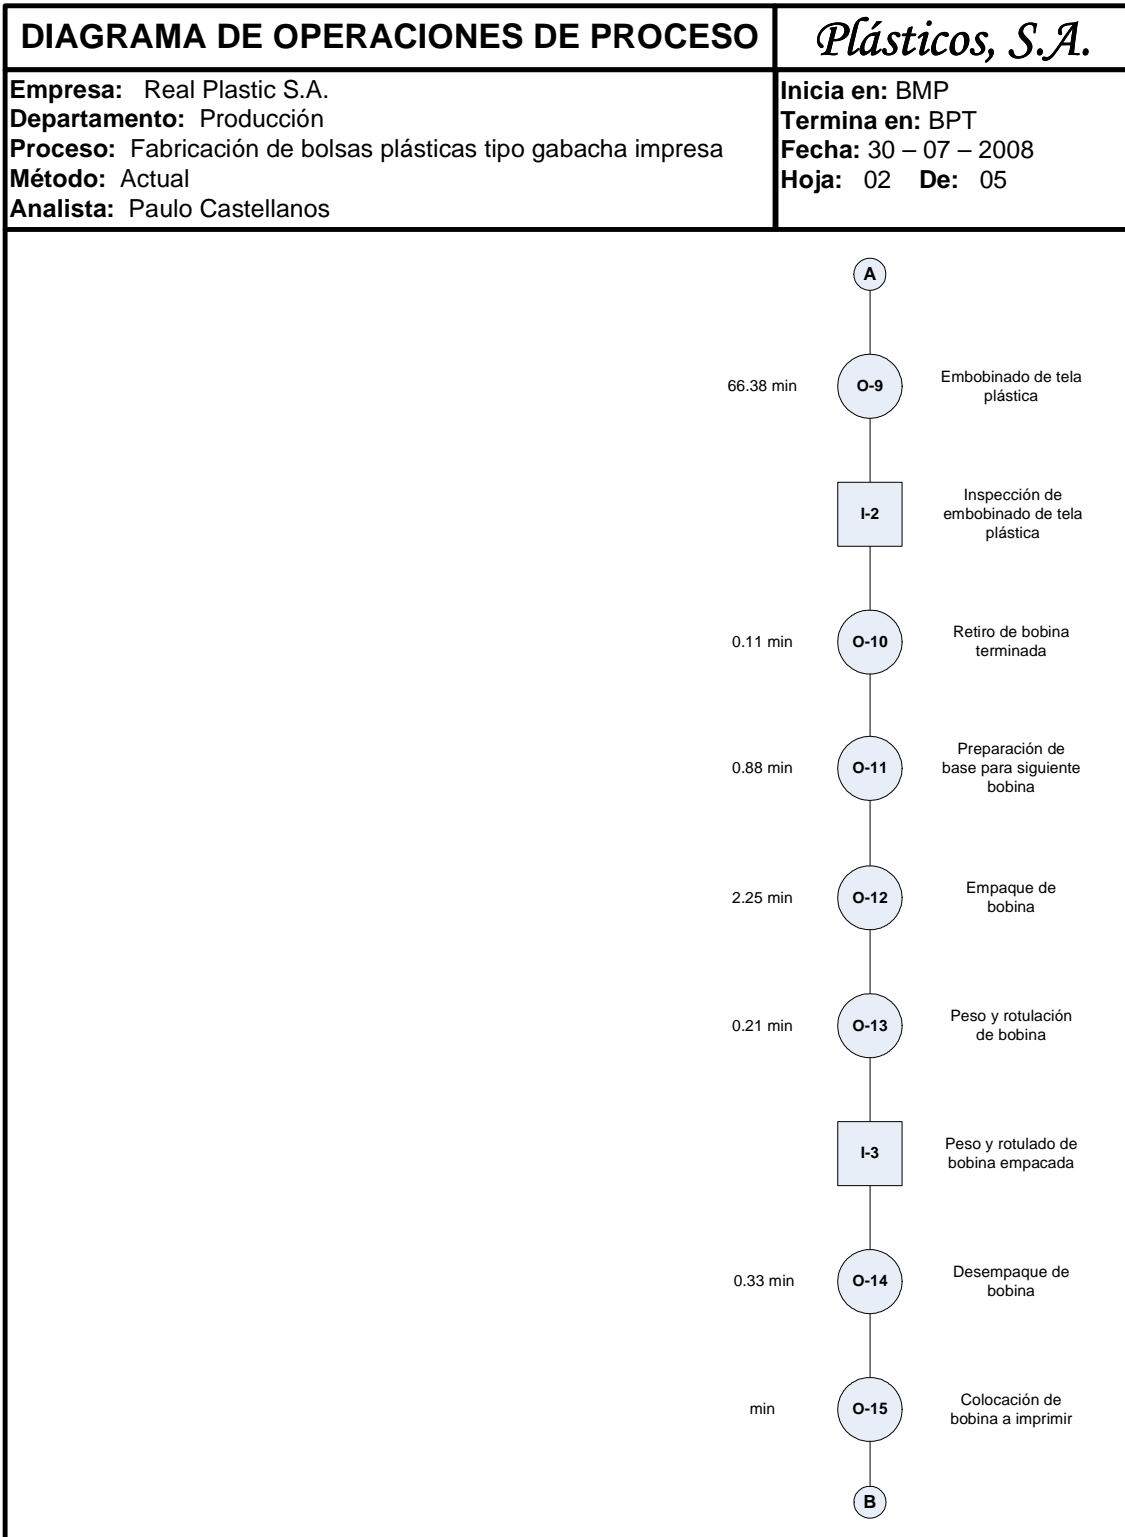 DIAGRAMA DE OPERACIONES DE PROCESO
Plásticos, S.A.
Empresa: Real Plastic S.A.
Departamento: Producción
Proceso: Fabricación de bolsas plásticas tipo gabacha impresa
Método: Actual
Analista: Paulo Castellanos
Inicia en: BMP
Termina en: BPT
Fecha: 30 – 07 – 2008
Hoja: 02 De: 05
A
66.38 min
O-9
Embobinado de tela
plástica
I-2
Inspección de
embobinado de tela
plástica
0.11 min
O-10
Retiro de bobina
terminada
0.88 min
O-11
Preparación de
base para siguiente
bobina
2.25 min
O-12
Empaque de
bobina
0.21 min
O-13
Peso y rotulación
de bobina
I-3
Peso y rotulado de
bobina empacada
0.33 min
O-14
Desempaque de
bobina
min
O-15
Colocación de
bobina a imprimir
B